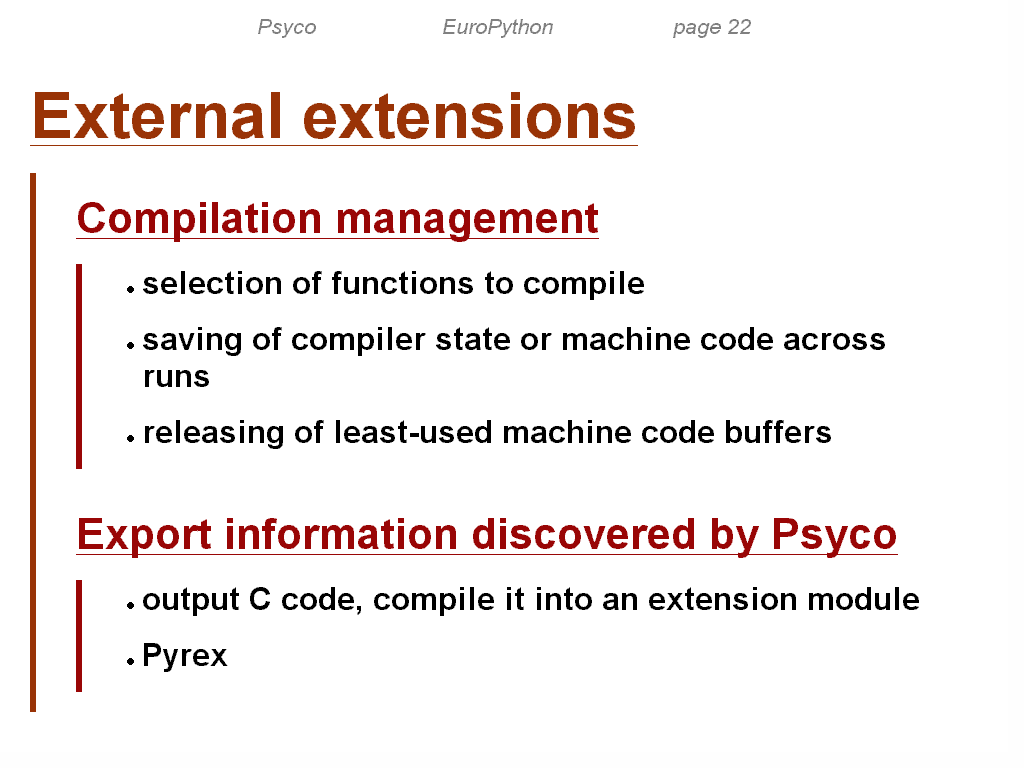 Psyco EuroPython page 22
External extensions
Compilation management
selection of functions to compile
saving of compiler state or machine code across
runs
releasing of least-used machine code buffers
Export information discovered by Psyco
output C code, compile it into an extension module
Pyrex